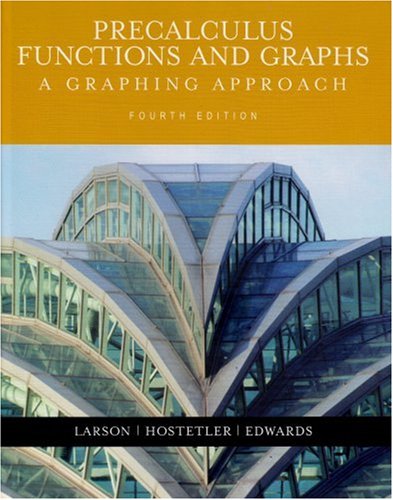 PRECALCULUS
FUNCTIONS AND GRAPHS
A GRAPHING APPROACH
FOURTH EDITION
LARSON | HOSTETLER | EDWARDS